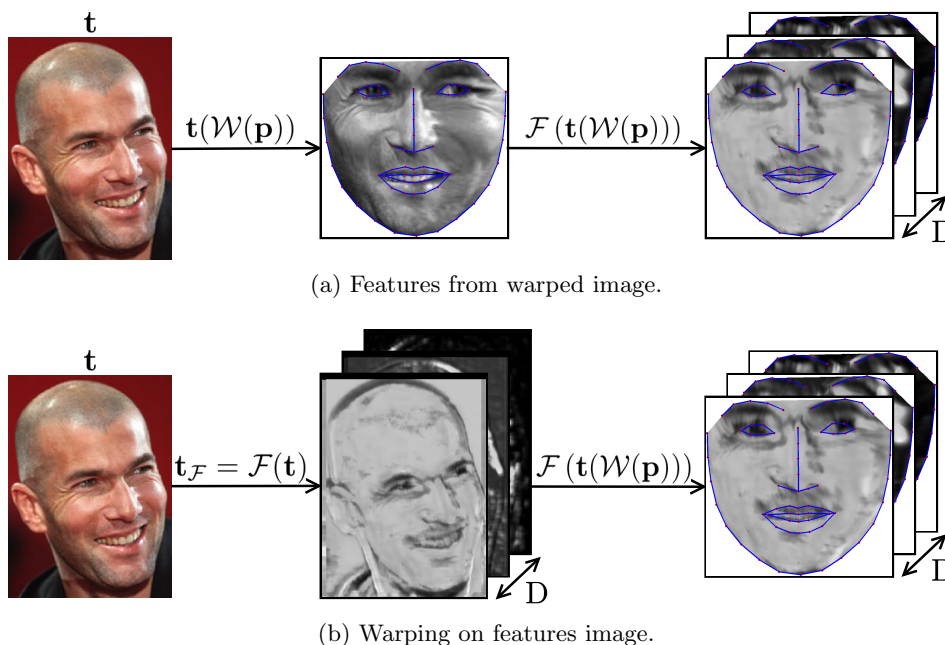 t
t(W(p))
F (t(W(p)))
D
(a) Features from warped image.
t
t_F = F(t)
F (t(W(p)))
D
D
(b) Warping on features image.